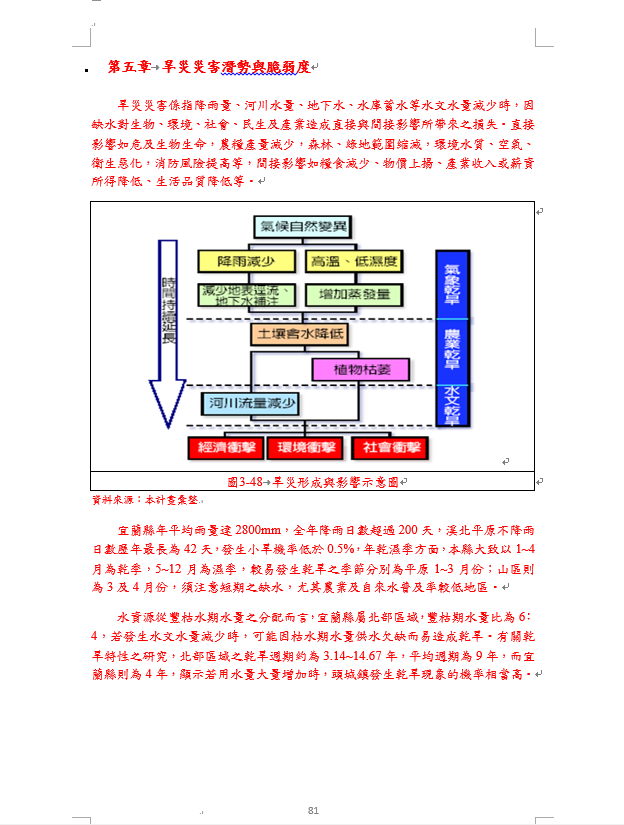 第五章→旱災災害潛勢與脆弱度
旱災災害係指降雨量、河川水量、地下水、水庫蓄水等水文水量減少時，因
缺水對生物、環境、社會、民生及產業造成直接與間接影響所帶來之損失。直接
影響如危及生物生命，農糧產量減少，森林、綠地範圍縮減，環境水質、空氣、
衛生惡化，消防風險提高等，間接影響如糧食減少、物價上揚、產業收入或薪資
所得降低、生活品質降低等。
氣候自然變異
降雨減少
高溫、低濕度
減少地表逕流、
地下水補注
增加蒸發量
土壤含水降低
植物枯萎
河川流量減少
經濟衝擊
環境衝擊
社會衝擊
時間持續延長
氣象乾旱
農業乾旱
水文乾旱
圖3-48→旱災形成與影響示意圖
資料來源：本計畫彙整.
宜蘭縣年平均雨量達 2800mm，全年降雨日數超過 200 天，溪北平原不降雨
日數歷年最長為 42 天，發生小旱機率低於 0.5%，年乾濕季方面，本縣大致以 1~4
月為乾季，5~12 月為濕季，較易發生乾旱之季節分別為平原 1~3 月份；山區則
為 3 及 4 月份，須注意短期之缺水，尤其農業及自來水普及率較低地區。
水資源從豐枯水期水量之分配而言，宜蘭縣屬北部區域，豐枯期水量比為 6：
4，若發生水文水量減少時，可能因枯水期水量供水欠缺而易造成乾旱。有關乾
旱特性之研究，北部區域之乾旱週期約為 3.14~14.67 年，平均週期為 9 年，而宜
蘭縣則為 4 年，顯示若用水量大量增加時，頭城鎮發生乾旱現象的機率相當高。
81